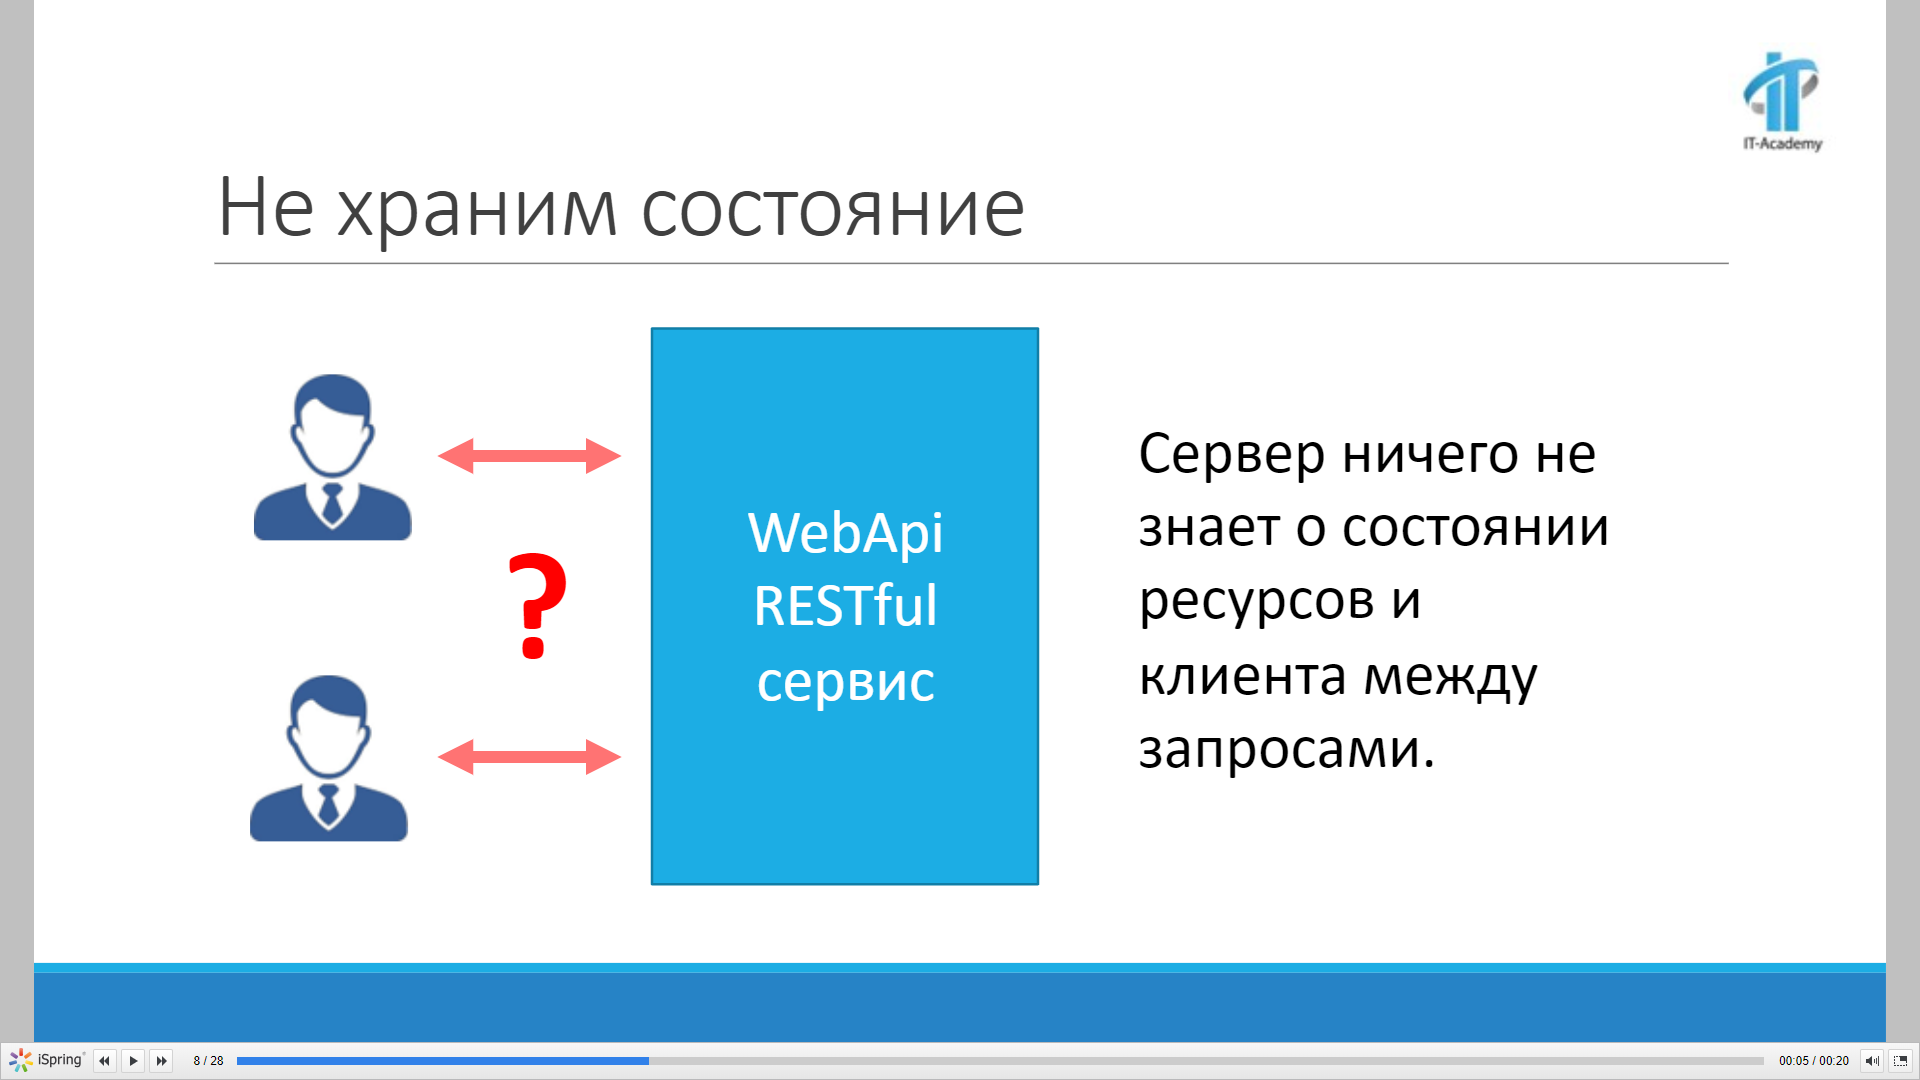 IT-Academy
Не храним состояние
WebApi
RESTful
сервис
?
Сервер ничего не
знает о состоянии
ресурсов и
клиента между
запросами.
iSpring
8 / 28
00:05 / 00:20